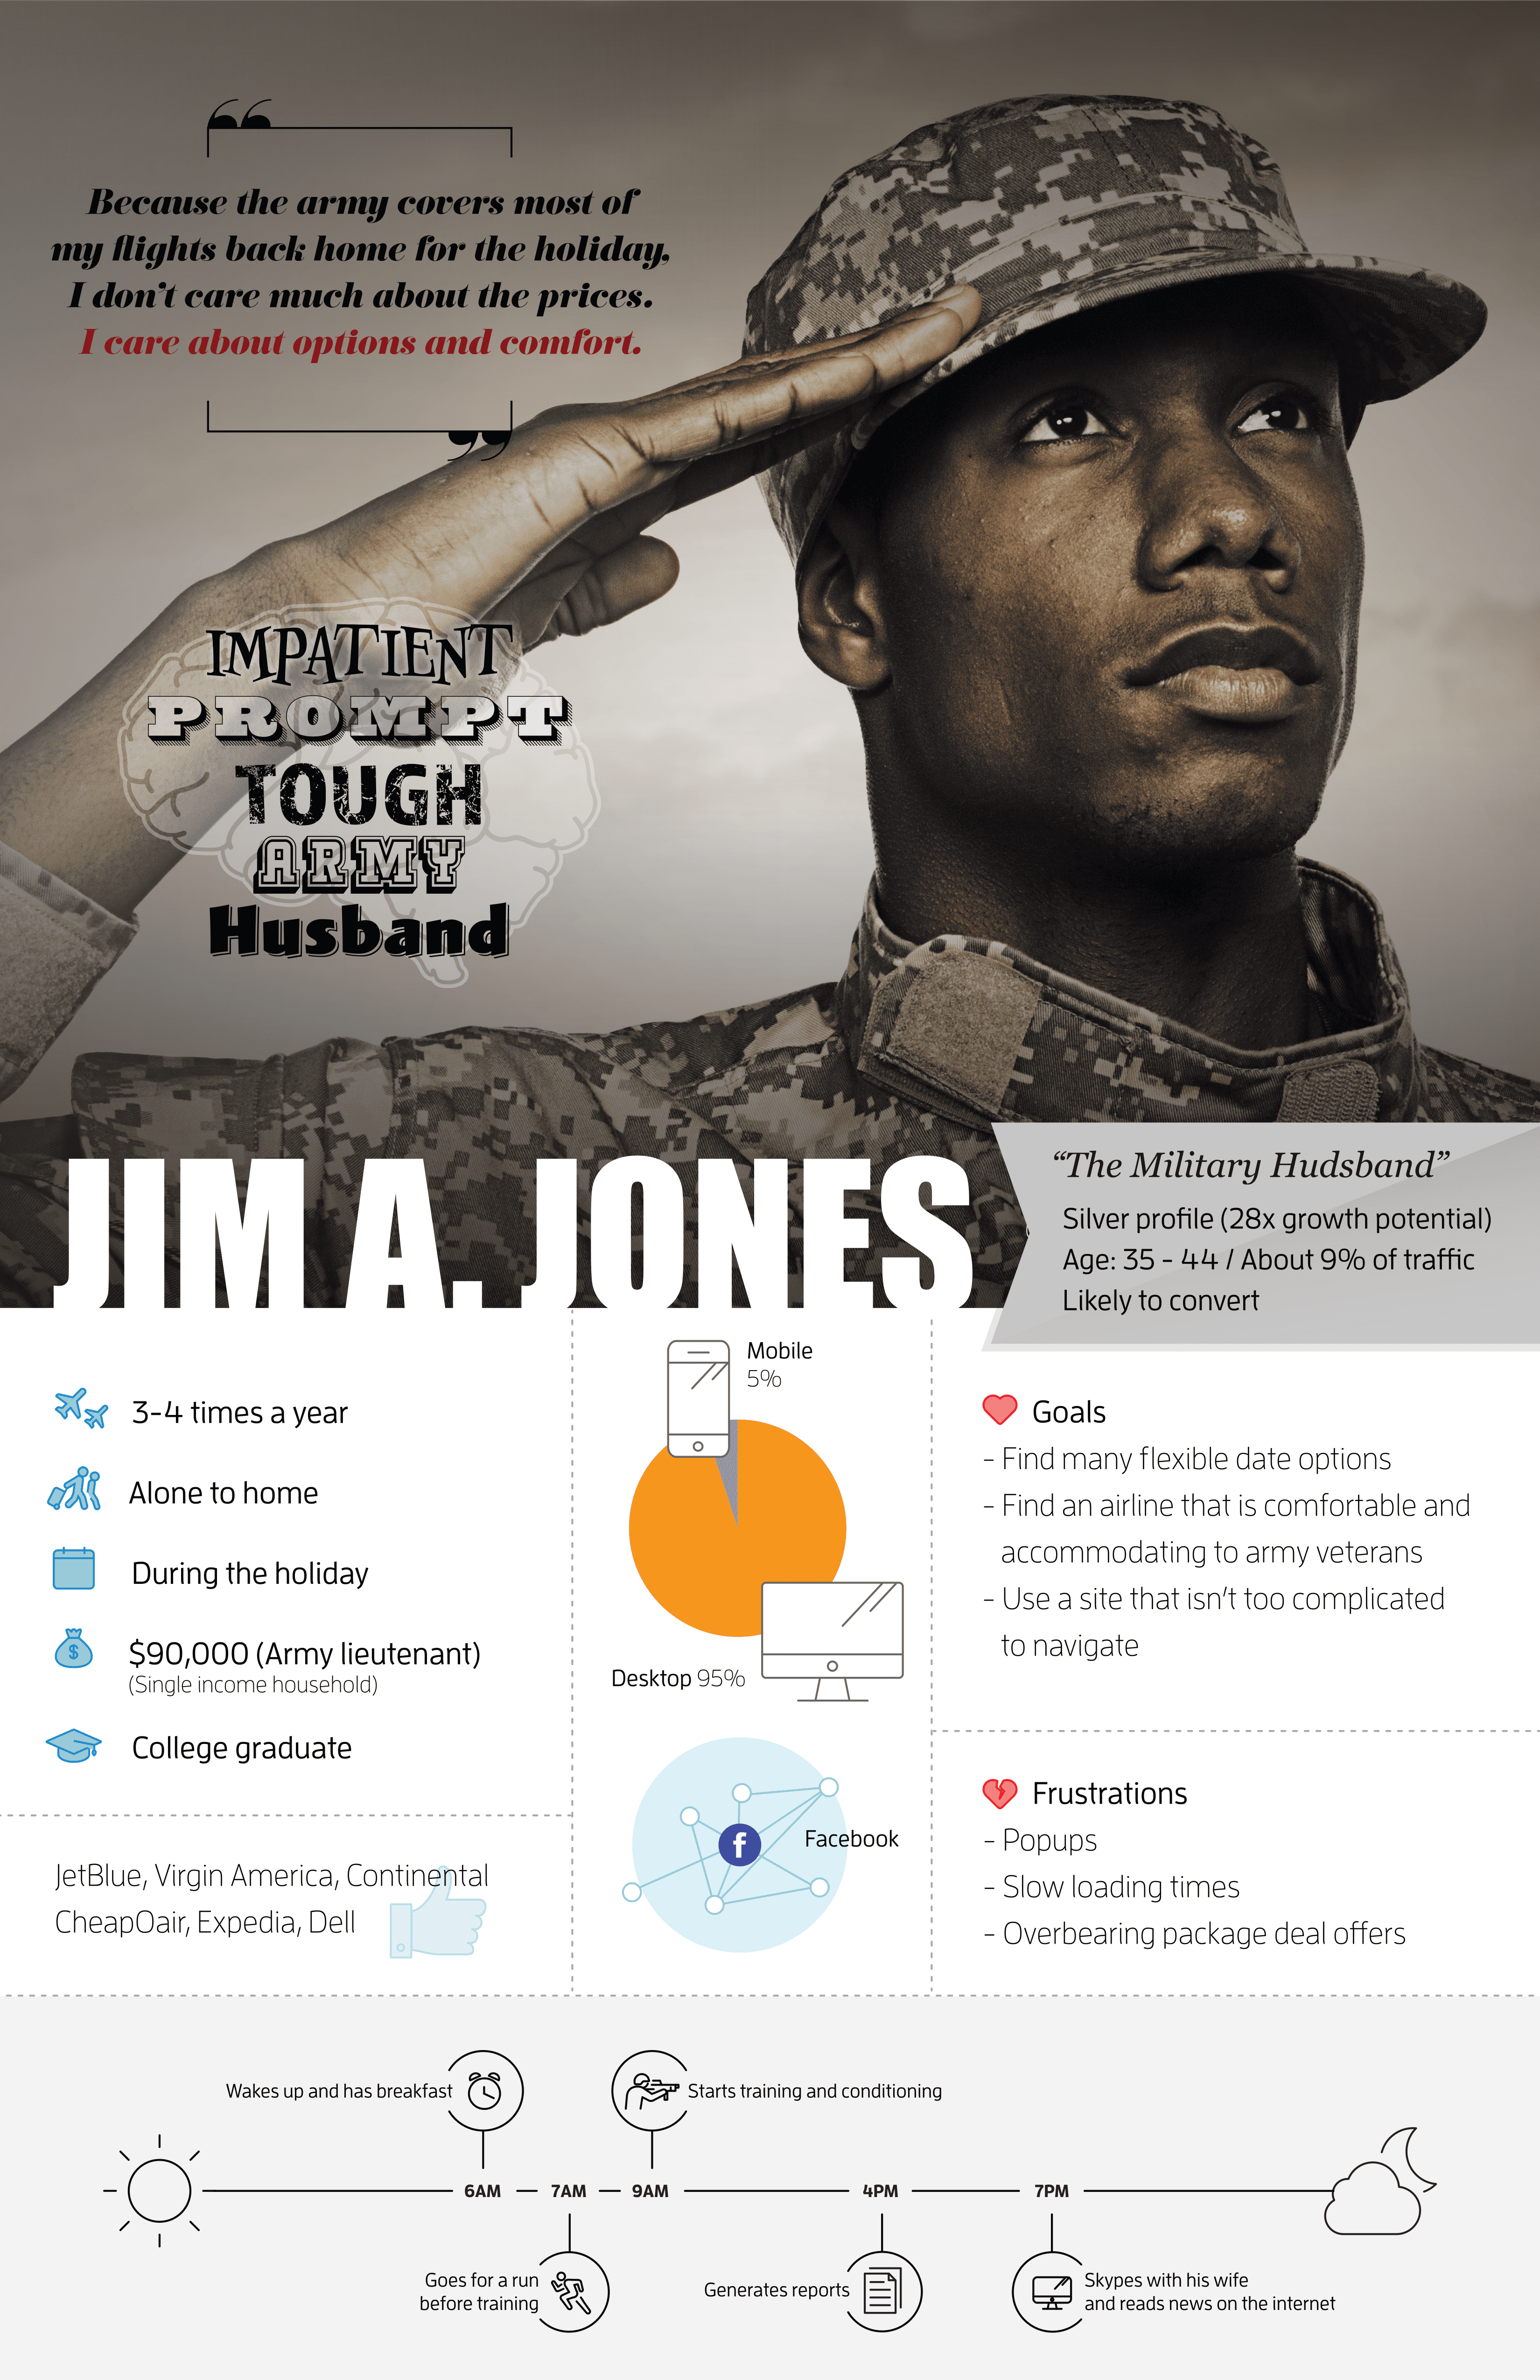 “
Because the army covers most of
my flights back home for the holiday,
I don't care much about the prices.
I care about options and comfort.
”
IMPATIENT
PROMPT
TOUGH
ARMY
Husband
JIM A. JONES
“The Military Hudsband”
Silver profile (28x growth potential)
Age: 35 - 44 / About 9% of traffic
Likely to convert
3-4 times a year
Alone to home
During the holiday
$
$90,000 (Army lieutenant)
(Single income household)
College graduate
JetBlue, Virgin America, Continental
CheapOair, Expedia, Dell
Mobile
5%
Desktop 95%
f
Facebook
Goals
- Find many flexible date options
- Find an airline that is comfortable and
accommodating to army veterans
- Use a site that isn't too complicated
to navigate
Frustrations
- Popups
- Slow loading times
- Overbearing package deal offers
Wakes up and has breakfast
Starts training and conditioning
6AM
7AM
9AM
4PM
7PM
Goes for a run
before training
Generates reports
Skypes with his wife
and reads news on the internet